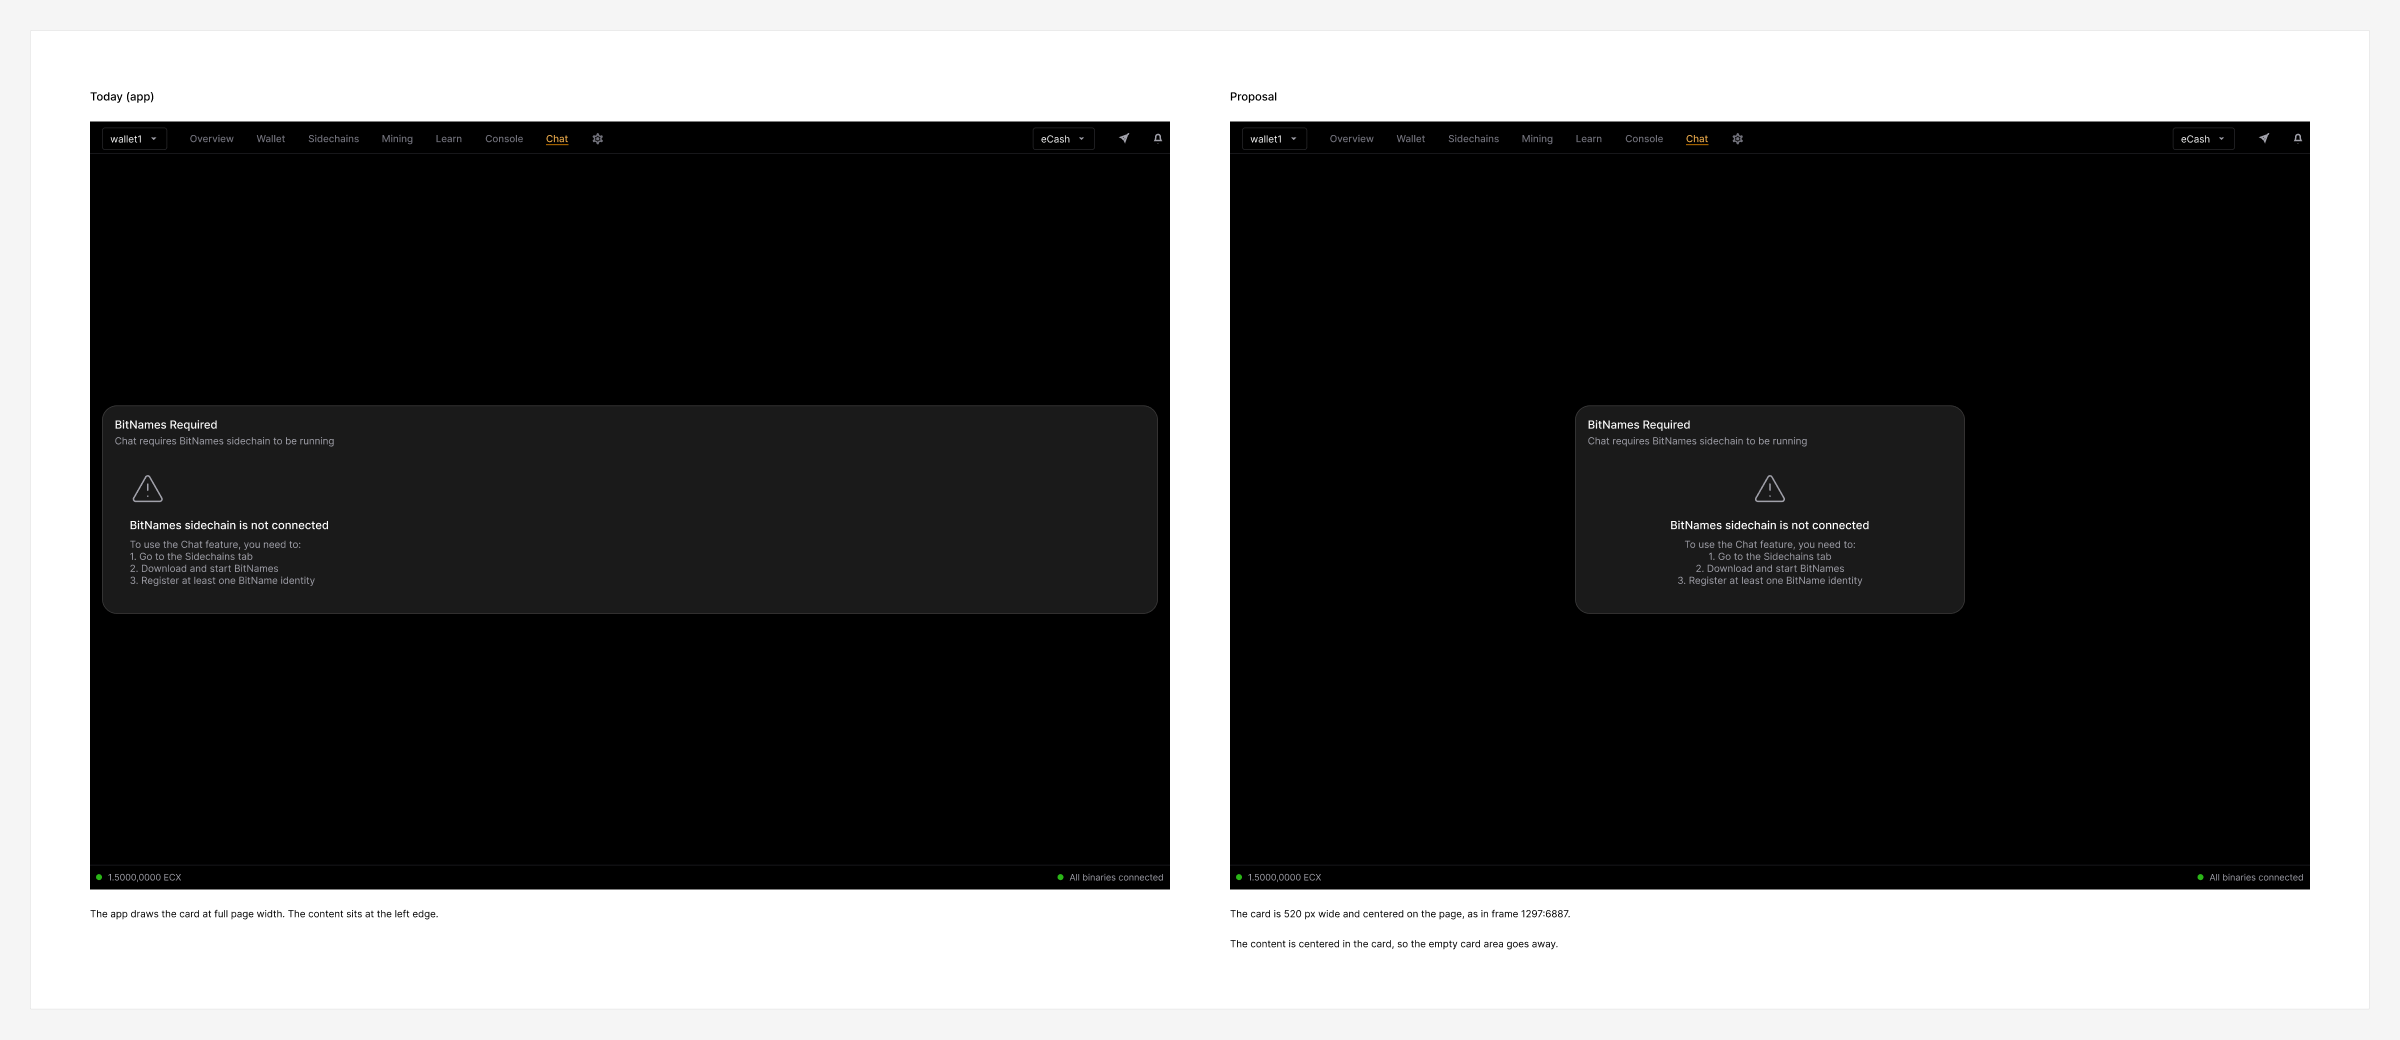 Today (app)
wallet1 Overview Wallet Sidechains Mining Learn Console Chat eCash
BitNames Required
Chat requires BitNames sidechain to be running
BitNames sidechain is not connected
To use the Chat feature, you need to:
1. Go to the Sidechains tab
2. Download and start BitNames
3. Register at least one BitName identity
1.5000,0000 ECX All binaries connected
The app draws the card at full page width. The content sits at the left edge.
Proposal
wallet1 Overview Wallet Sidechains Mining Learn Console Chat eCash
BitNames Required
Chat requires BitNames sidechain to be running
BitNames sidechain is not connected
To use the Chat feature, you need to:
1. Go to the Sidechains tab
2. Download and start BitNames
3. Register at least one BitName identity
1.5000,0000 ECX All binaries connected
The card is 520 px wide and centered on the page, as in frame 1297:6887.
The content is centered in the card, so the empty card area goes away.